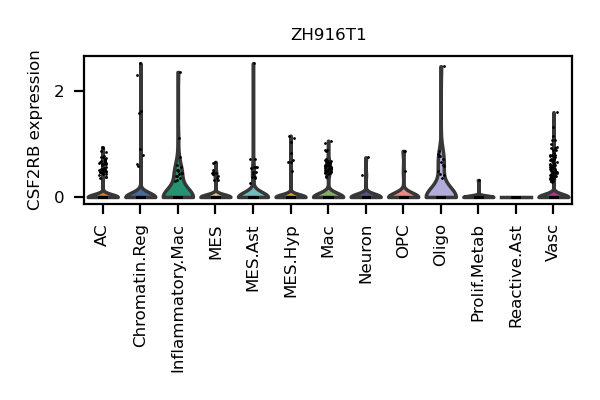 ZH916T1
CSF2RB expression
2
0
AC
Chromatin.Reg
Inflammatory.Mac
MES
MES.Ast
MES.Hyp
Mac
Neuron
OPC
Oligo
Prolif.Metab
Reactive.Ast
Vasc